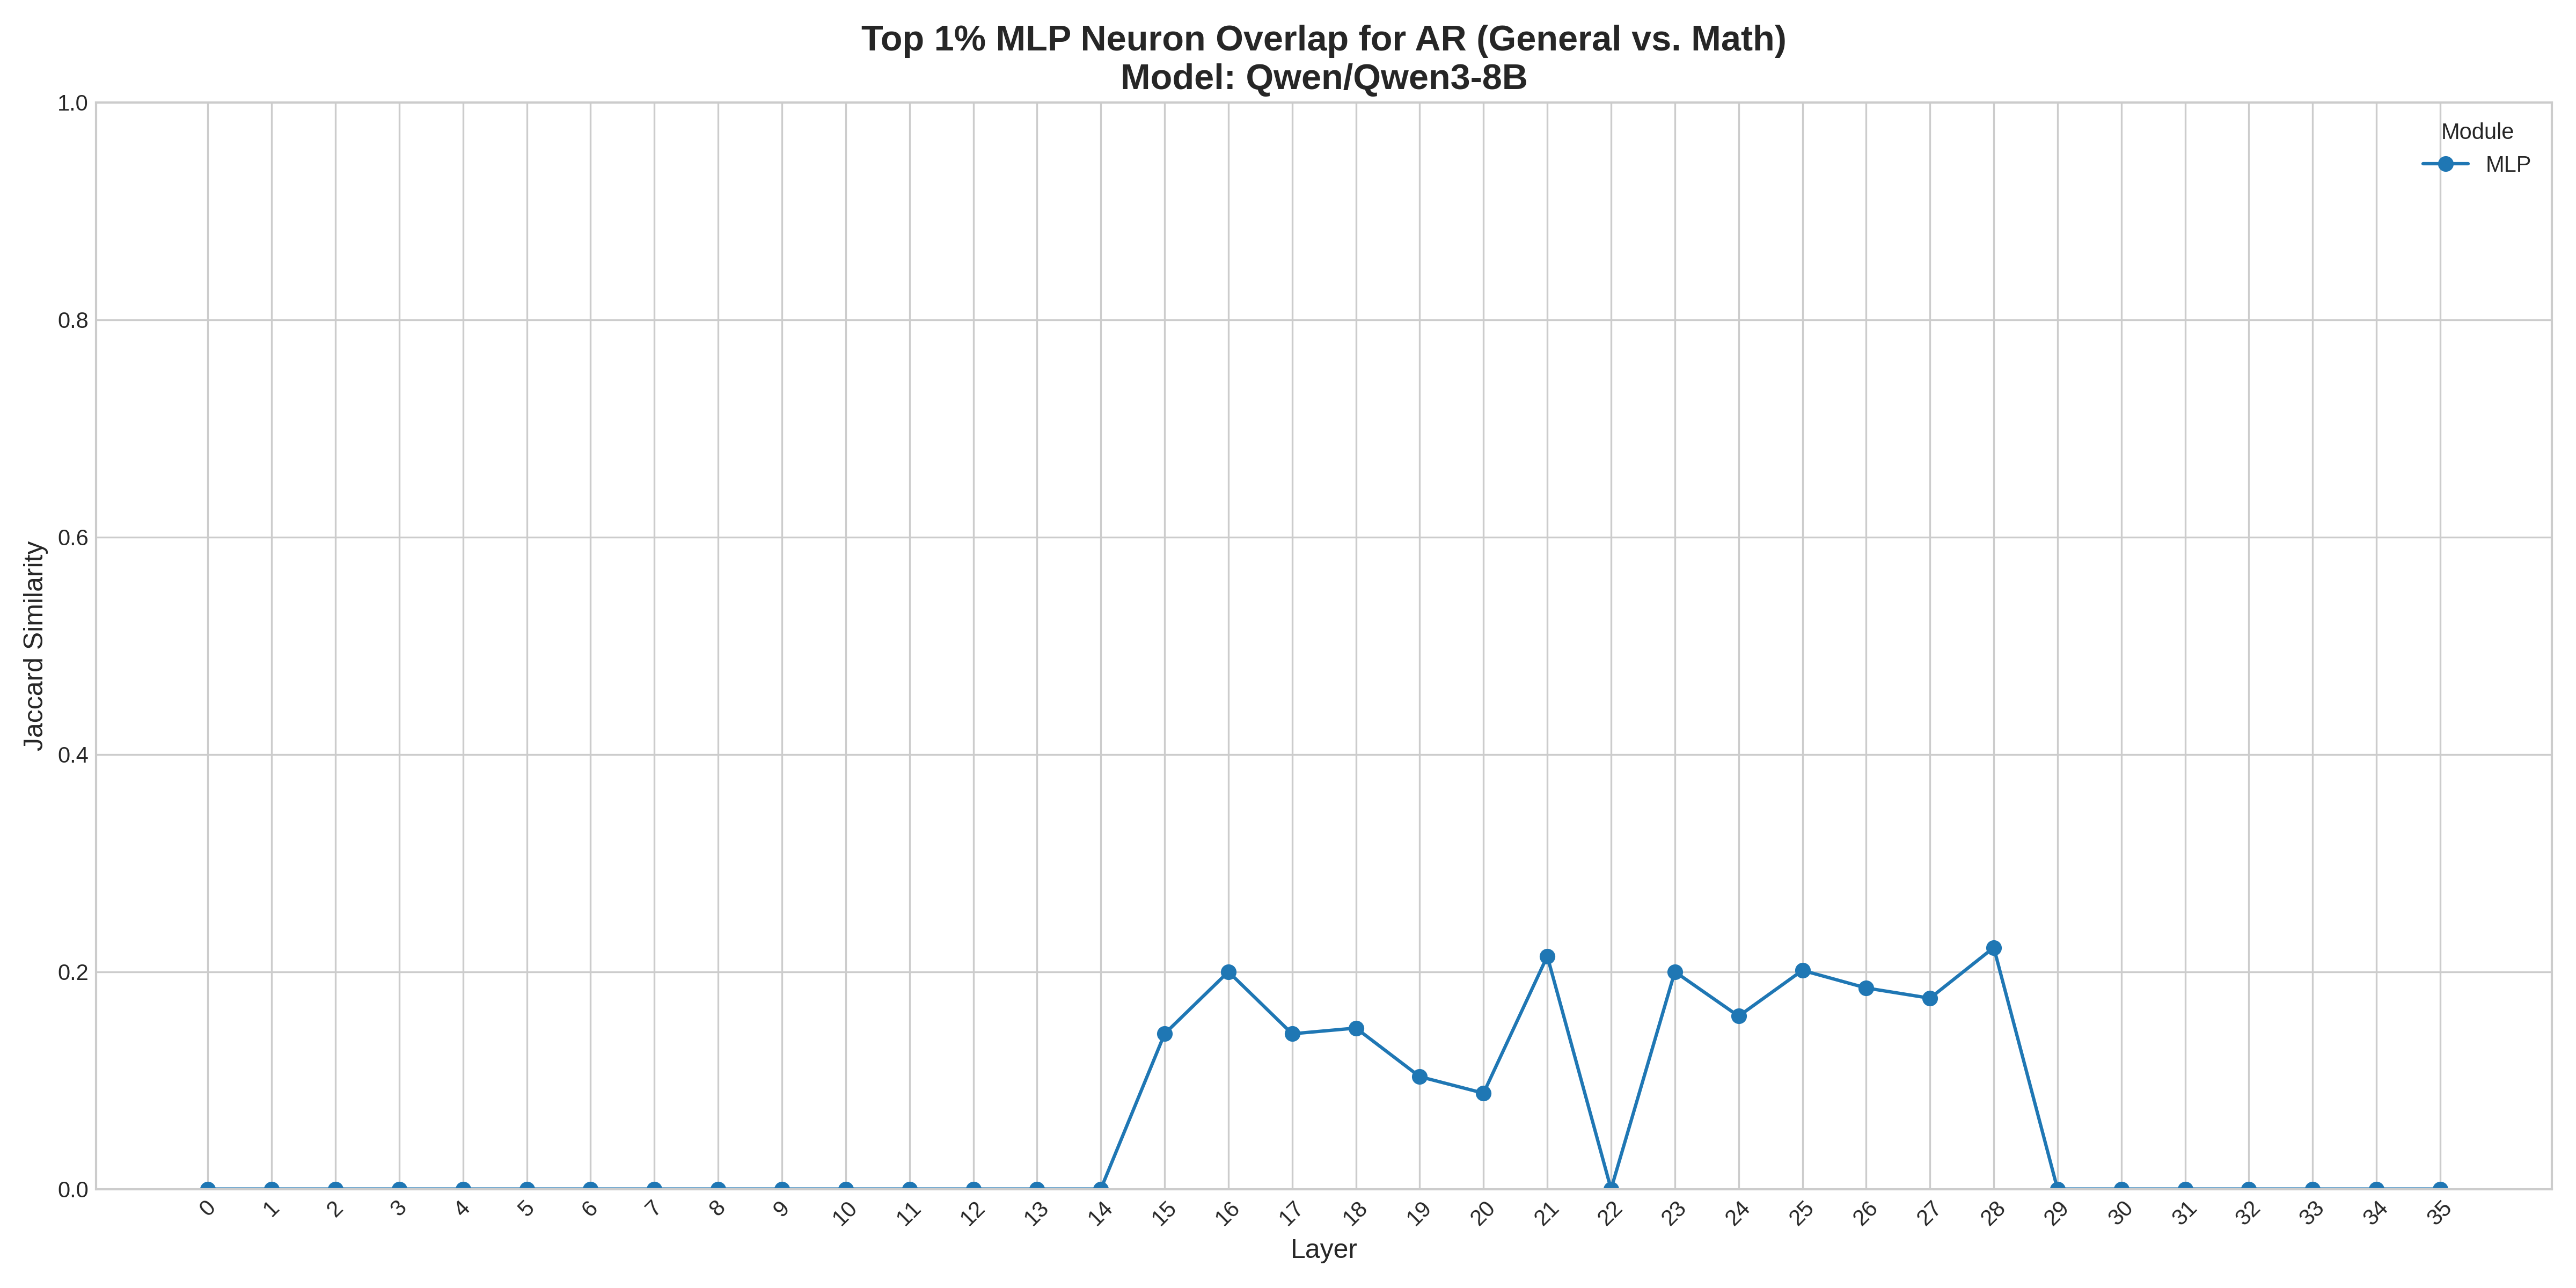 Top 1% MLP Neuron Overlap for AR (General vs. Math)
Model: Qwen/Qwen3-8B
Module
MLP
Jaccard Similarity
1.0
0.8
0.6
0.4
0.2
0.0
0 1 2 3 4 5 6 7 8 9 10 11 12 13 14 15 16 17 18 19 20 21 22 23 24 25 26 27 28 29 30 31 32 33 34 35
Layer